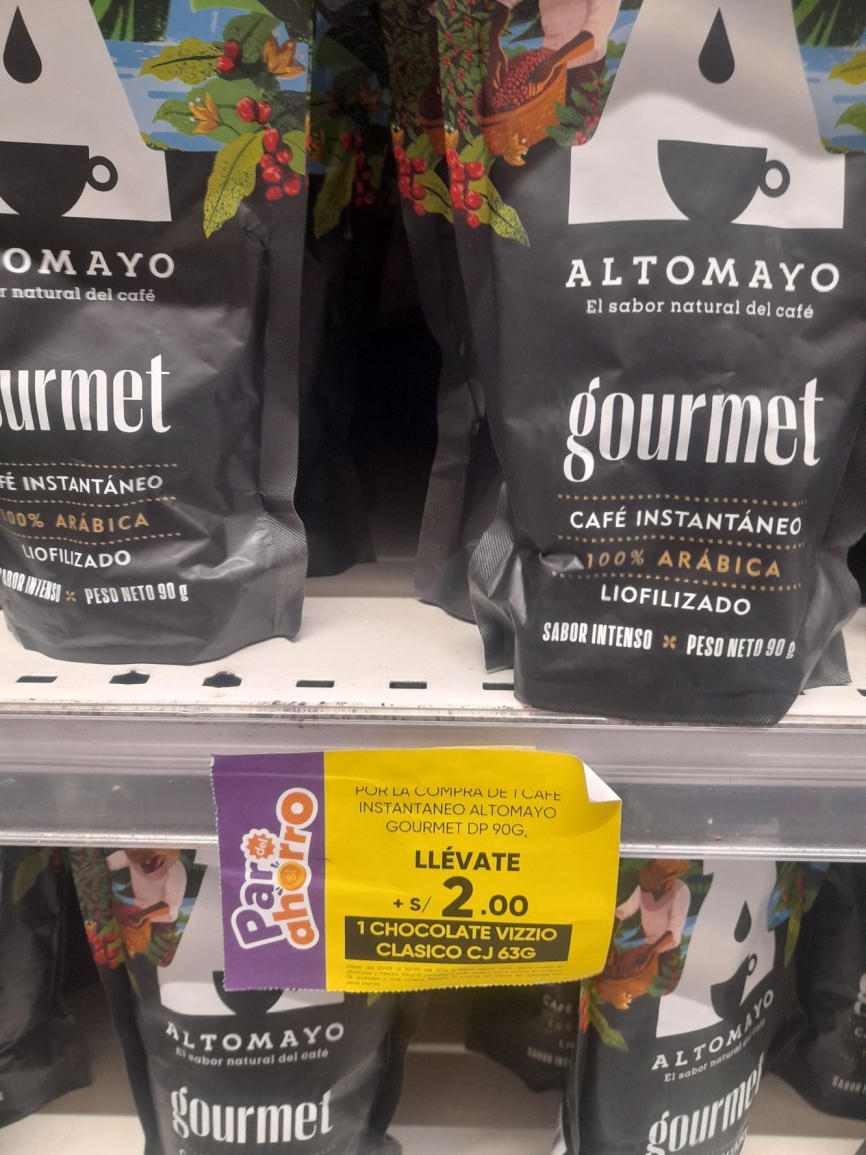 OMAYO
r natural del café
urmet
FÉ INSTANTÁNEO
100% ARÁBICA
LIOFILIZADO
SABOR INTENSO PESO NETO 90 g
ALTOMAYO
El sabor natural del café
gourmet
CAFÉ INSTANTÁNEO
100% ARÁBICA
LIOFILIZADO
SABOR INTENSO PESO NETO 90 g
Par del ahorro
POR LA COMPRA DE 1 CAFE
INSTANTANEO ALTOMAYO
GOURMET DP 90G,
LLÉVATE
+ S/ 2.00
1 CHOCOLATE VIZZIO
CLASICO CJ 63G
ALTOMAYO
El sabor natural del café
gourmet
CAFÉ
SABOR INT
ALTOMAYO
El sabor natural del café
gourmet